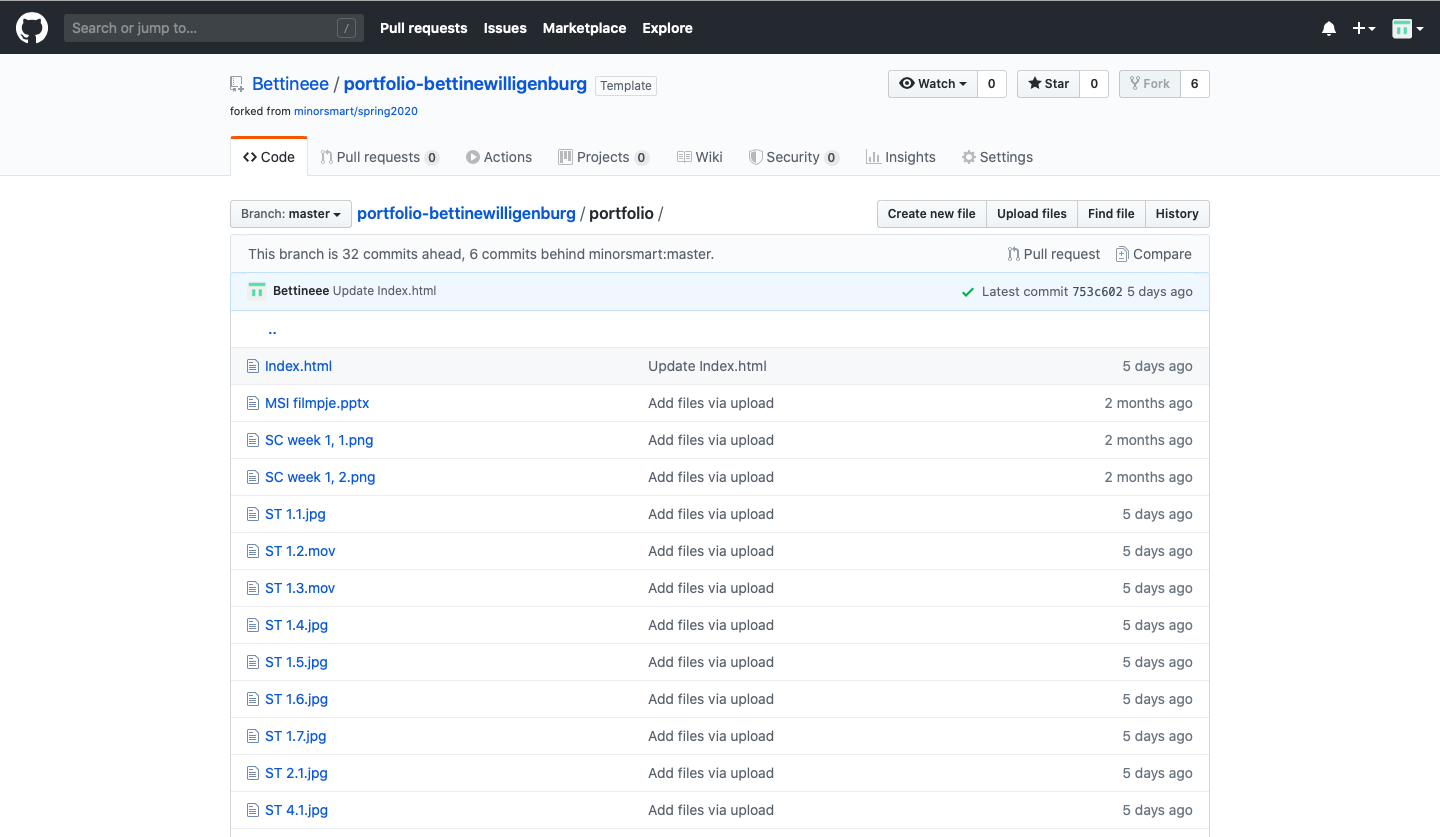 Search or jump to... /
Pull requests Issues Marketplace Explore
Bettineee / portfolio-bettinewilligenburg Template
Watch 0 Star 0 Fork 6
forked from minorsmart/spring2020
Code Pull requests 0 Actions Projects 0 Wiki Security 0 Insights Settings
Branch: master portfolio-bettinewilligenburg / portfolio /
Create new file Upload files Find file History
This branch is 32 commits ahead, 6 commits behind minorsmart:master.
Pull request Compare
Bettineee Update Index.html
Latest commit 753c602 5 days ago
..
Index.html Update Index.html 5 days ago
MSI filmpje.pptx Add files via upload 2 months ago
SC week 1, 1.png Add files via upload 2 months ago
SC week 1, 2.png Add files via upload 2 months ago
ST 1.1.jpg Add files via upload 5 days ago
ST 1.2.mov Add files via upload 5 days ago
ST 1.3.mov Add files via upload 5 days ago
ST 1.4.jpg Add files via upload 5 days ago
ST 1.5.jpg Add files via upload 5 days ago
ST 1.6.jpg Add files via upload 5 days ago
ST 1.7.jpg Add files via upload 5 days ago
ST 2.1.jpg Add files via upload 5 days ago
ST 4.1.jpg Add files via upload 5 days ago